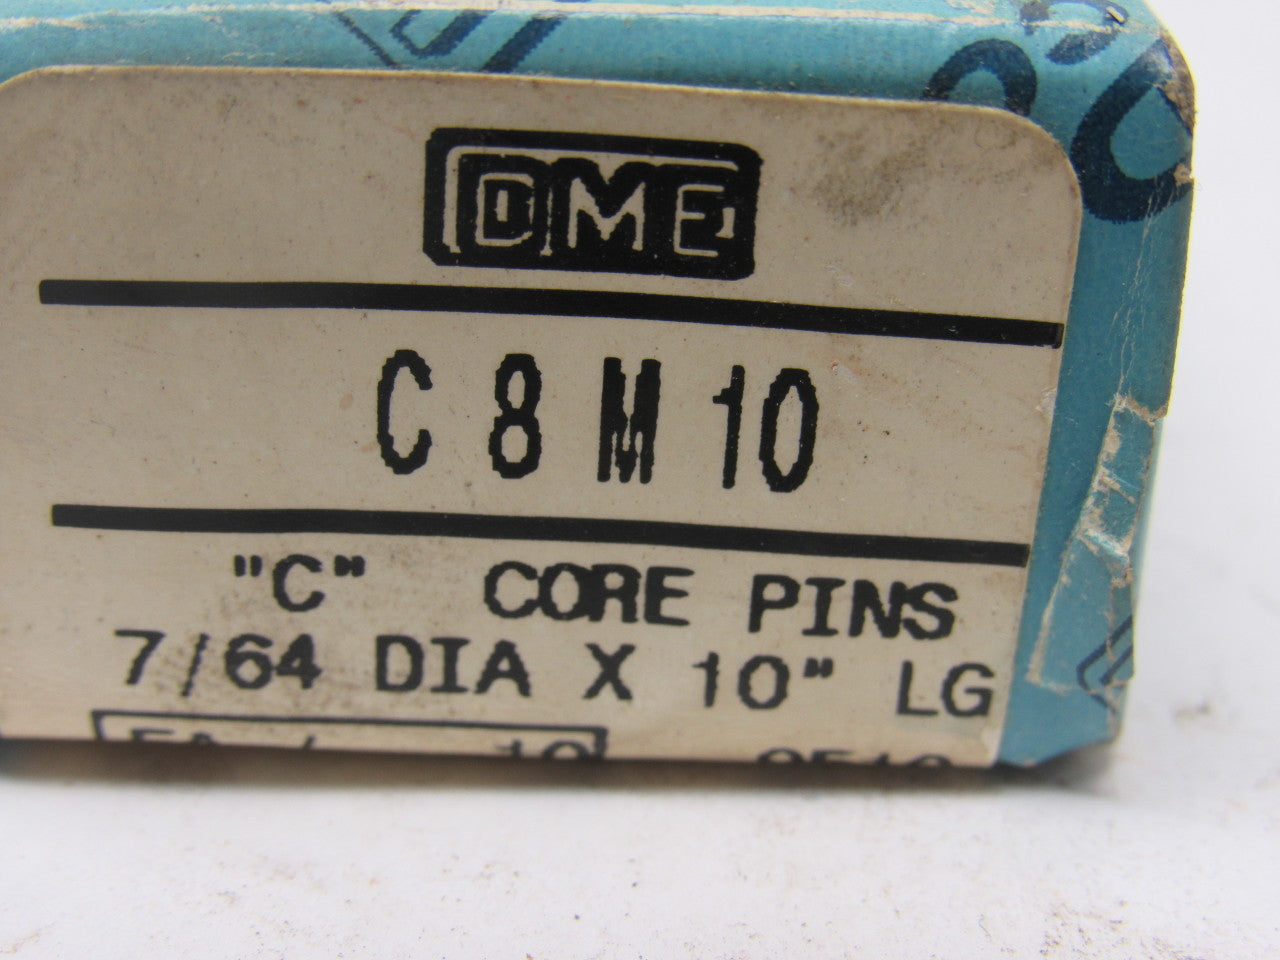 DME
C 8 M 10
"C" CORE PINS
7/64 DIA X 10" LG